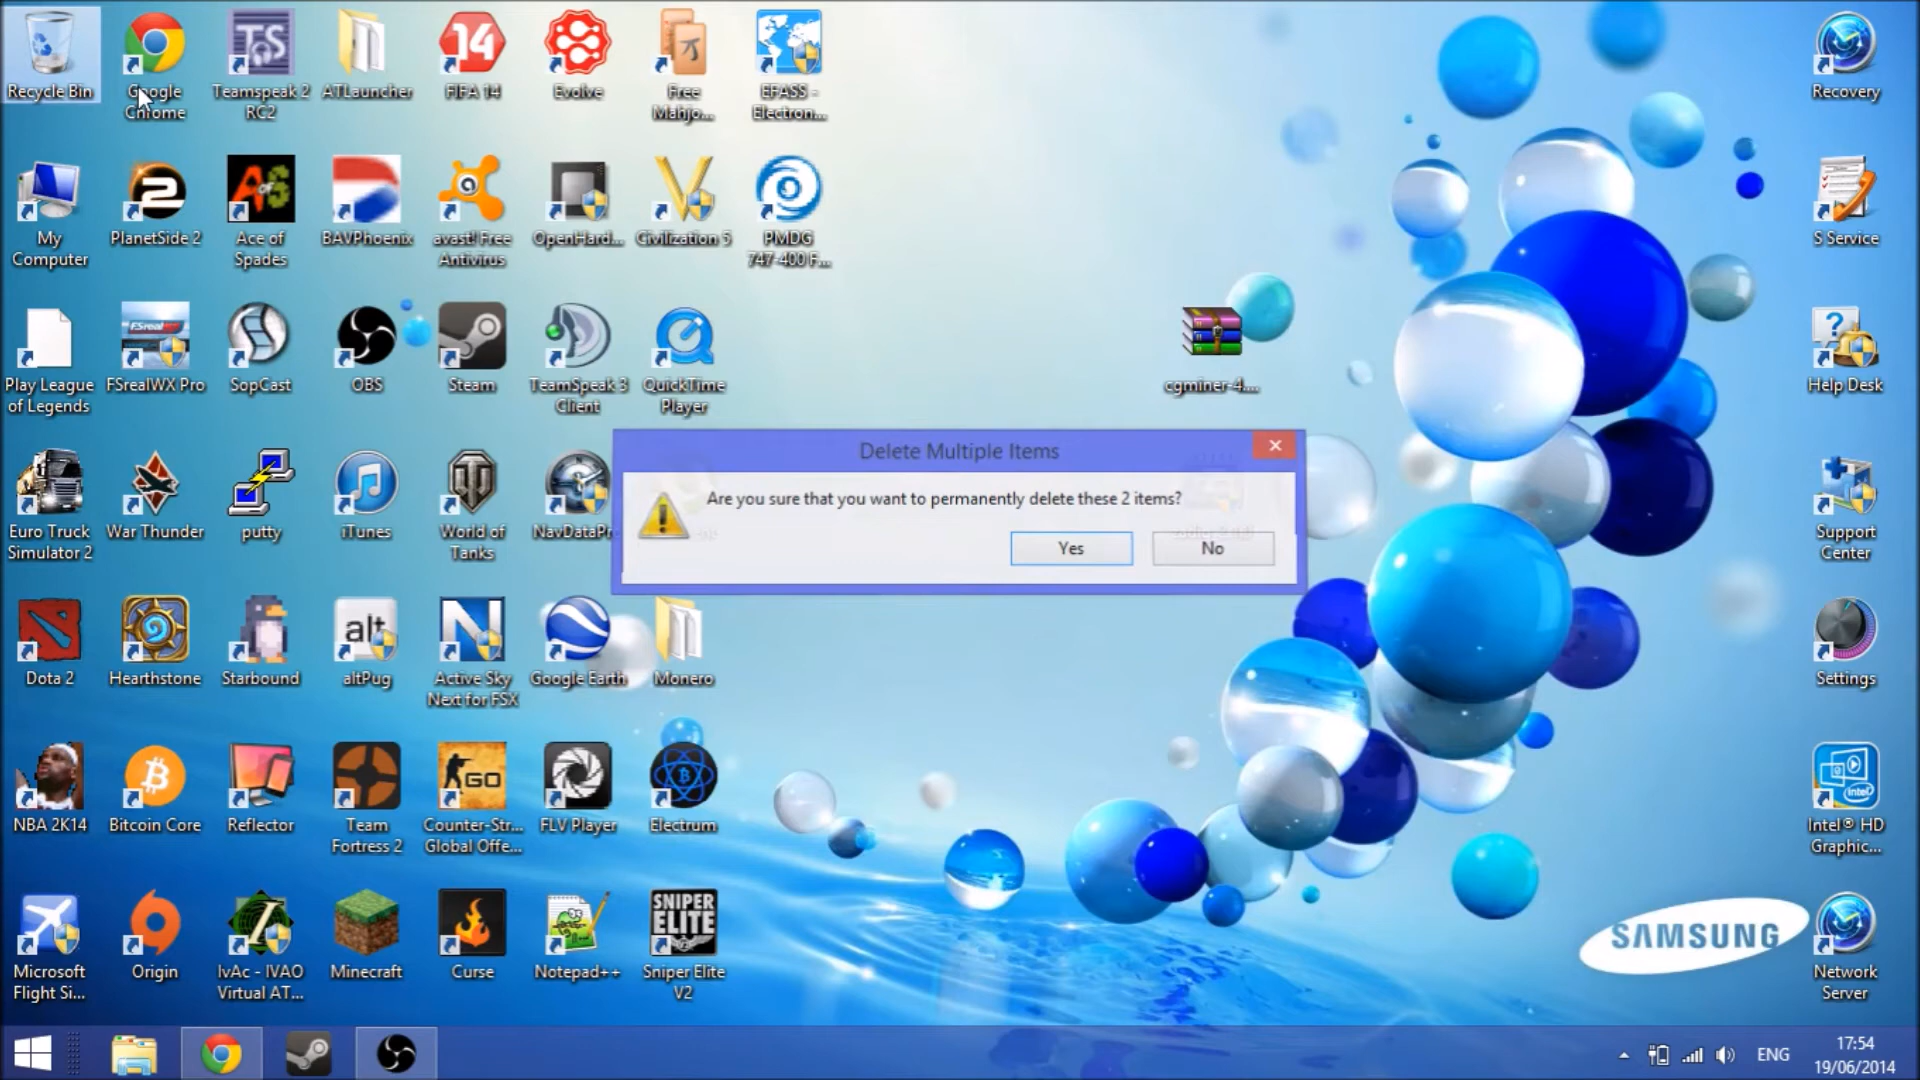 Recycle Bin
Google
Chrome
Teamspeak 2
RC2
ATLauncher
14
FIFA 14
Evolve
Free
Mahjo...
EFASS -
Electron...
Recovery
My
Computer
PlanetSide 2
Ace of
Spades
BAVPhoenix
avast! Free
Antivirus
OpenHard...
Civilization 5
PMDG
747-400 F...
S Service
Play League
of Legends
FSrealWX Pro
SopCast
OBS
Steam
TeamSpeak 3
Client
QuickTime
Player
cgminer-4....
Help Desk
Delete Multiple Items
Are you sure that you want to permanently delete these 2 items?
Yes
No
Euro Truck
Simulator 2
War Thunder
putty
iTunes
World of
Tanks
NavDataPr
Support
Center
Dota 2
Hearthstone
Starbound
alt
altPug
Active Sky
Next for FSX
Google Earth
Monero
Settings
NBA 2K14
Bitcoin Core
Reflector
Team
Fortress 2
GO
Counter-Str...
Global Offe...
FLV Player
Electrum
intel
Intel® HD
Graphic...
Microsoft
Flight Si...
Origin
IvAc - IVAO
Virtual AT...
Minecraft
Curse
Notepad++
SNIPER
ELITE
V2
Sniper Elite
V2
SAMSUNG
Network
Server
ENG
17:54
19/06/2014